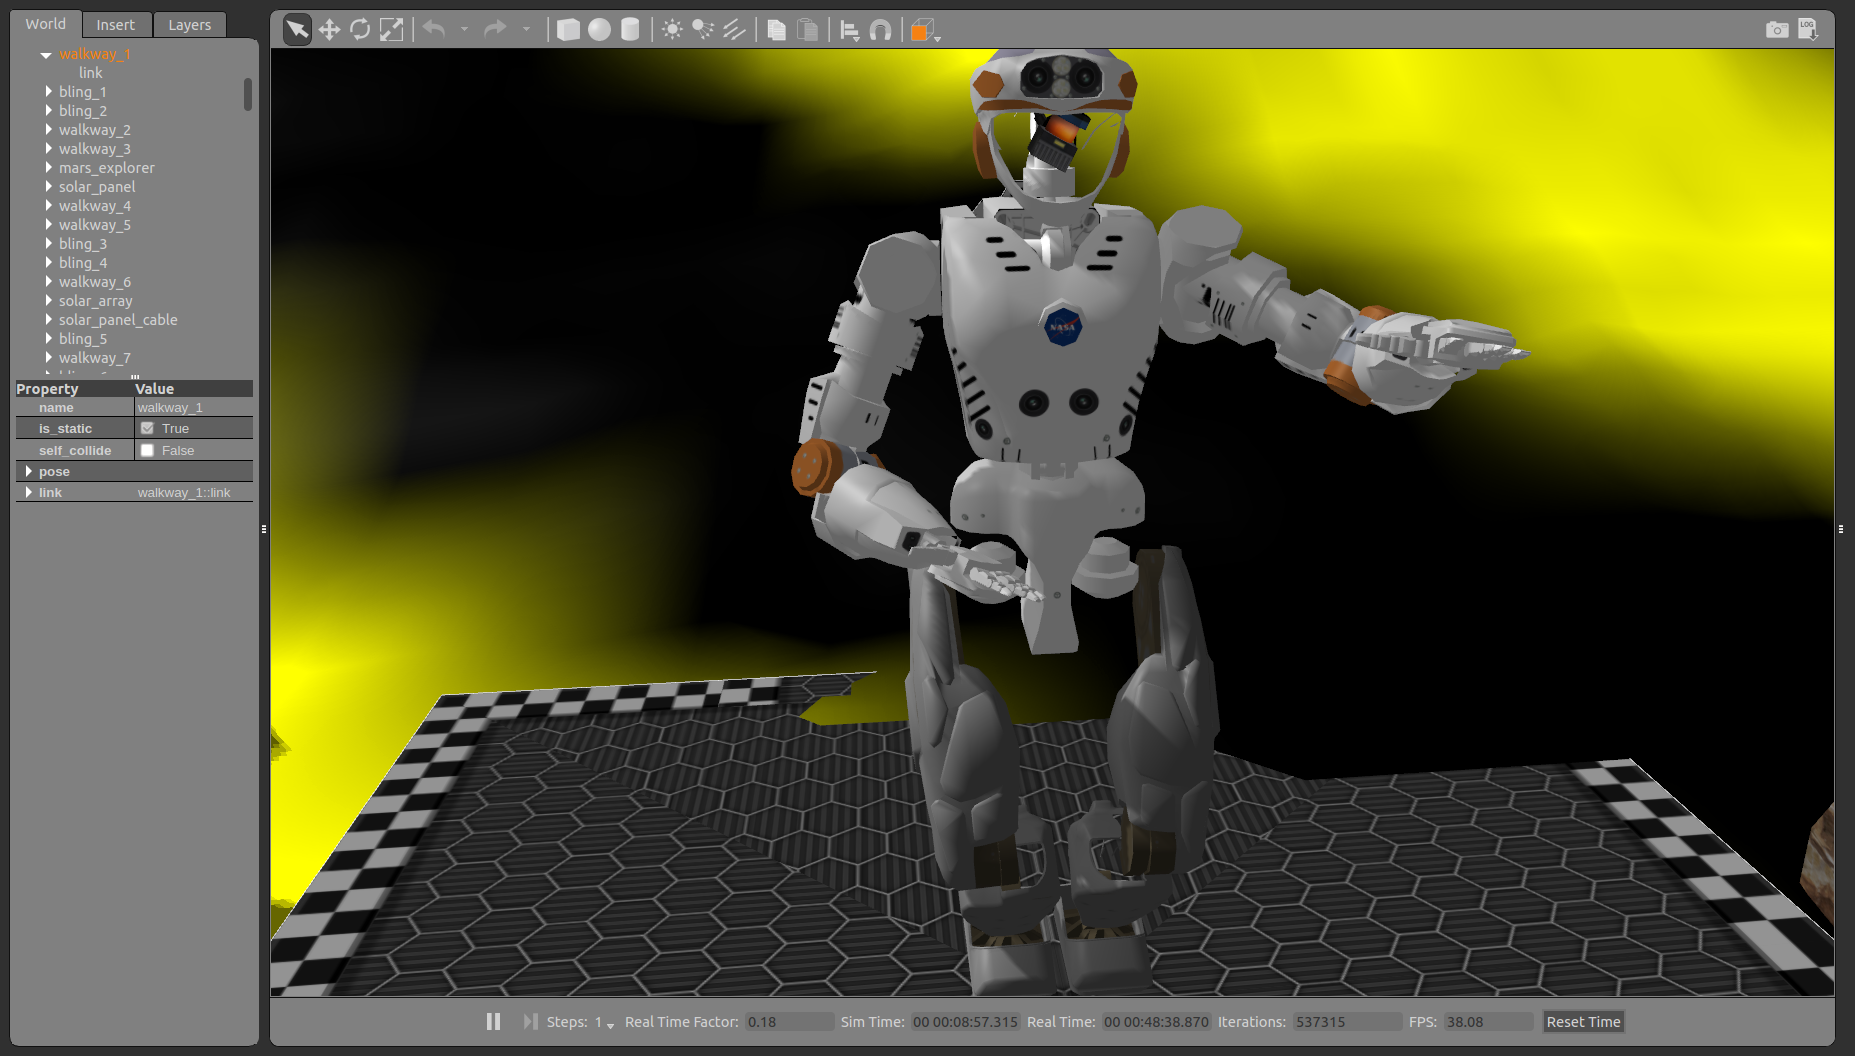 World Insert Layers
LOG
walkway_1
link
bling_1
bling_2
walkway_2
walkway_3
mars_explorer
solar_panel
walkway_4
walkway_5
bling_3
bling_4
walkway_6
solar_array
solar_panel_cable
bling_5
walkway_7
Property Value
name walkway_1
is_static True
self_collide False
pose
link walkway_1::link
NASA
Steps: 1 Real Time Factor: 0.18 Sim Time: 00 00:08:57.315 Real Time: 00 00:48:38.870 Iterations: 537315 FPS: 38.08 Reset Time